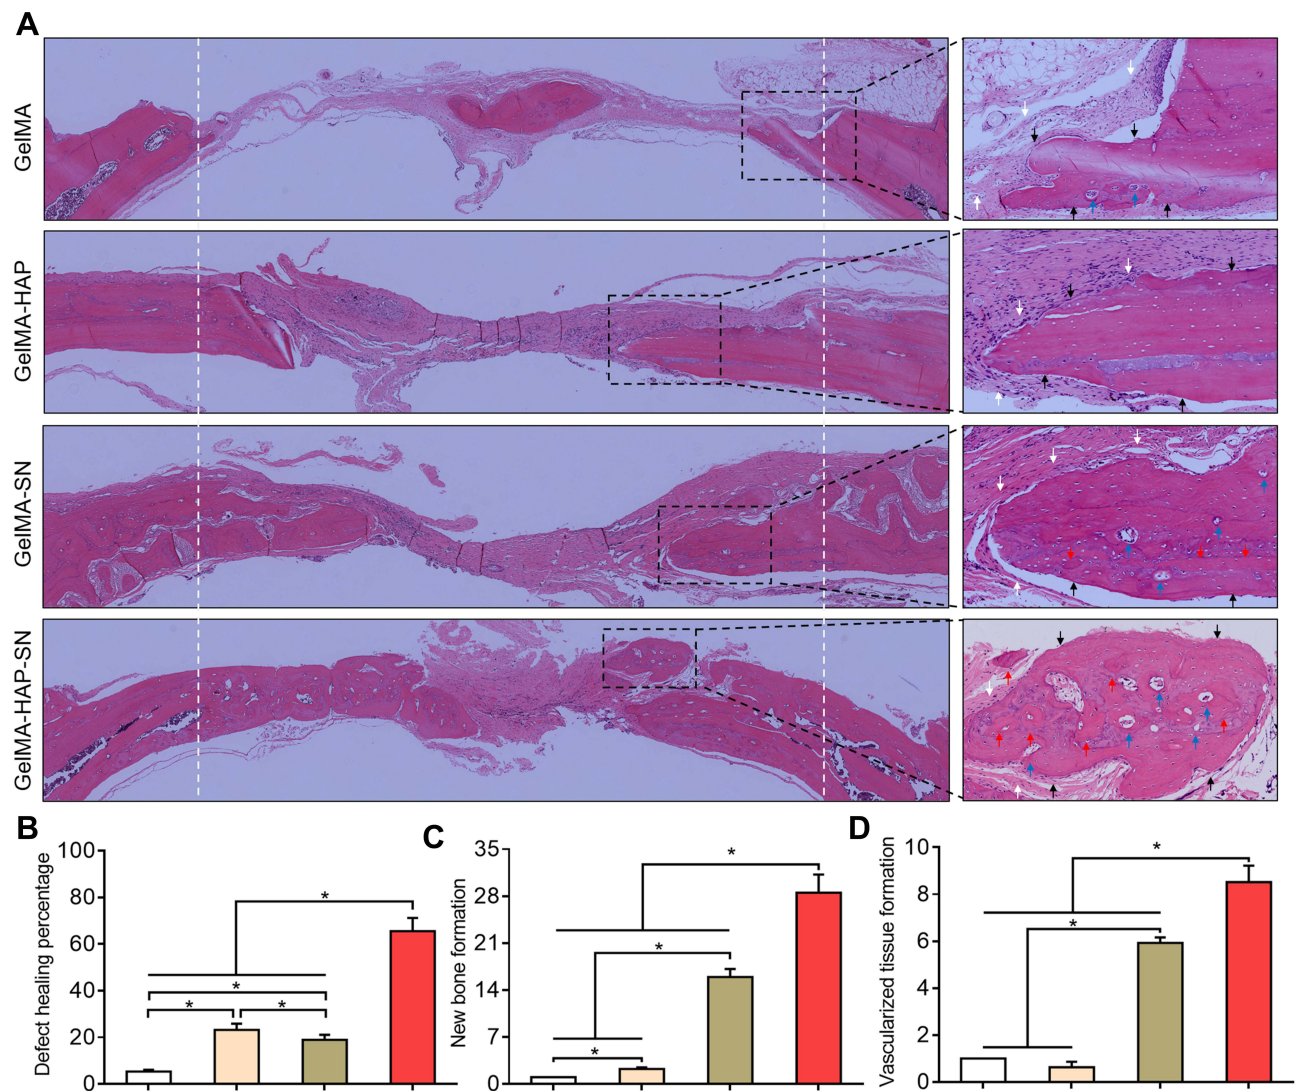 A
GelMA
GelMA-HAP
GelMA-SN
GelMA-HAP-SN
B
Defect healing percentage
100
80
60
40
20
0
*
*
*
*
C
New bone formation
35
28
21
14
7
0
*
*
*
D
Vascularized tissue formation
10
8
6
4
2
0
*
*